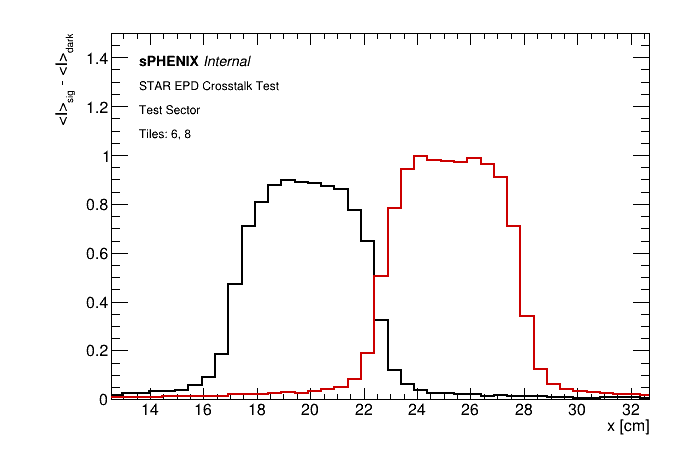 <I>sig - <I>dark
1.4
1.2
1
0.8
0.6
0.4
0.2
0
sPHENIX Internal
STAR EPD Crosstalk Test
Test Sector
Tiles: 6, 8
14 16 18 20 22 24 26 28 30 32
x [cm]